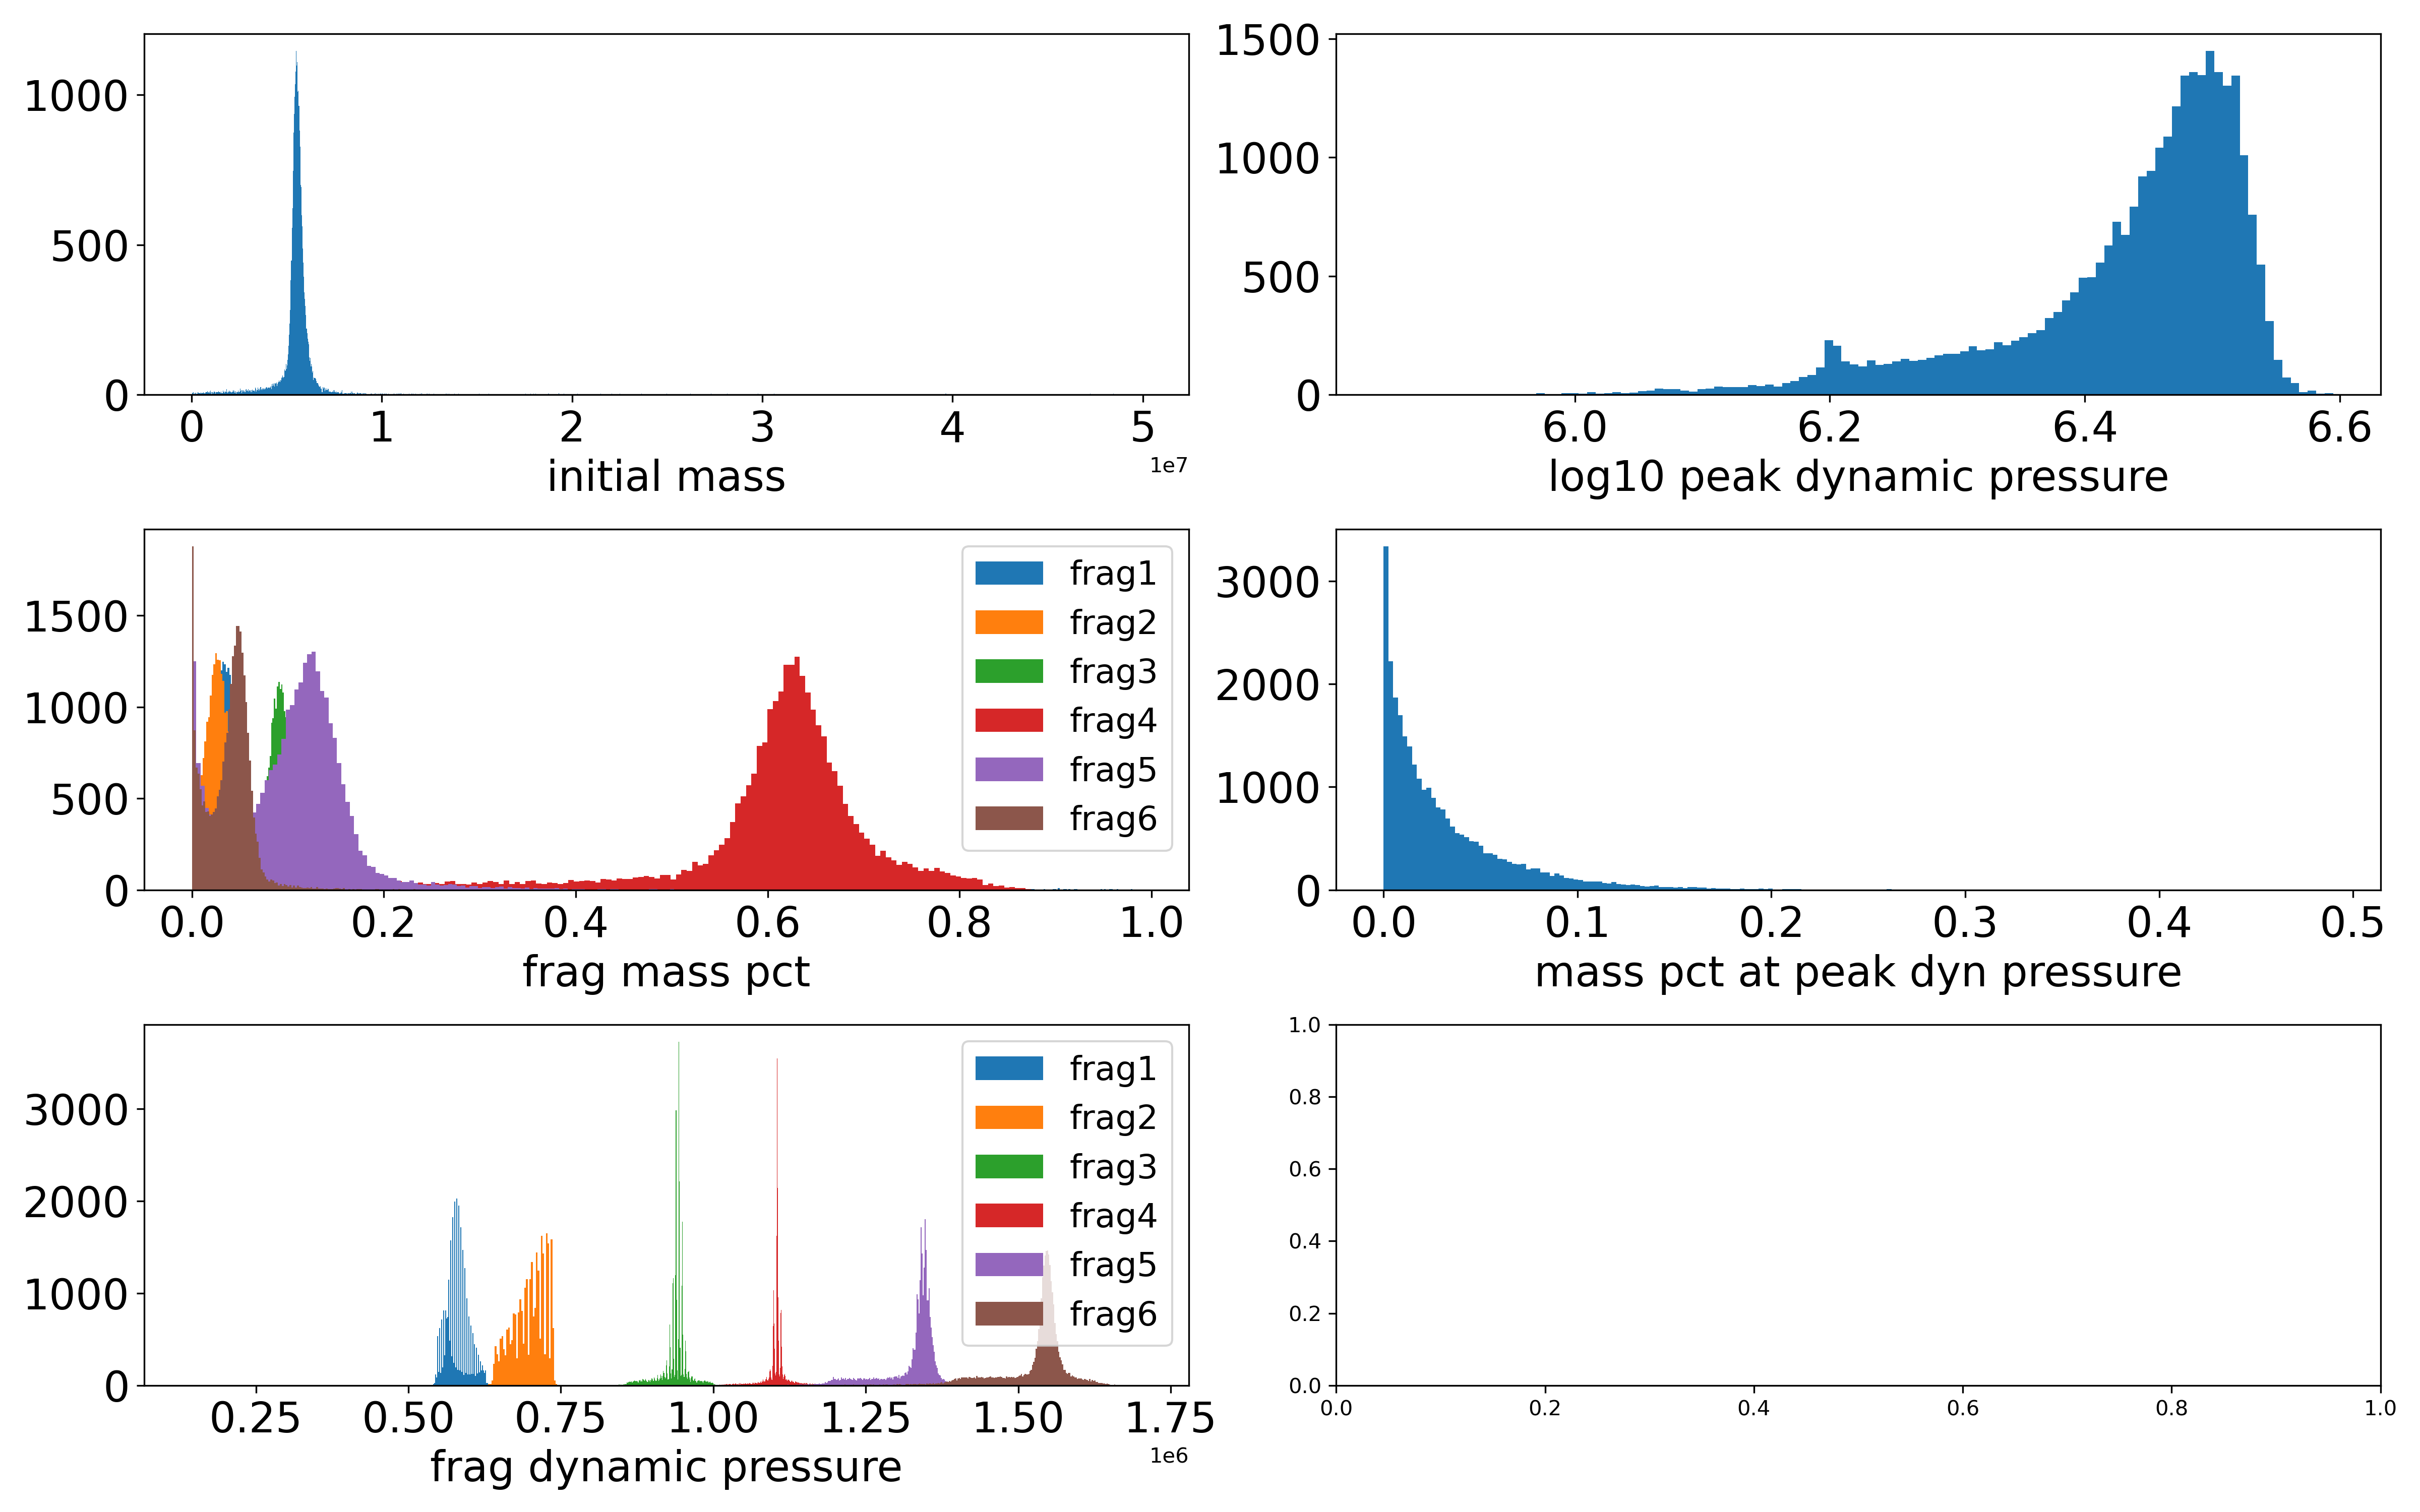 1000
500
0
0 1 2 3 4 5
1e7
initial mass
1500
1000
500
0
6.0 6.2 6.4 6.6
log10 peak dynamic pressure
1500
1000
500
0
frag1
frag2
frag3
frag4
frag5
frag6
0.0 0.2 0.4 0.6 0.8 1.0
frag mass pct
3000
2000
1000
0
0.0 0.1 0.2 0.3 0.4 0.5
mass pct at peak dyn pressure
3000
2000
1000
0
frag1
frag2
frag3
frag4
frag5
frag6
0.25 0.50 0.75 1.00 1.25 1.50 1.75
1e6
frag dynamic pressure
1.0
0.8
0.6
0.4
0.2
0.0
0.0 0.2 0.4 0.6 0.8 1.0